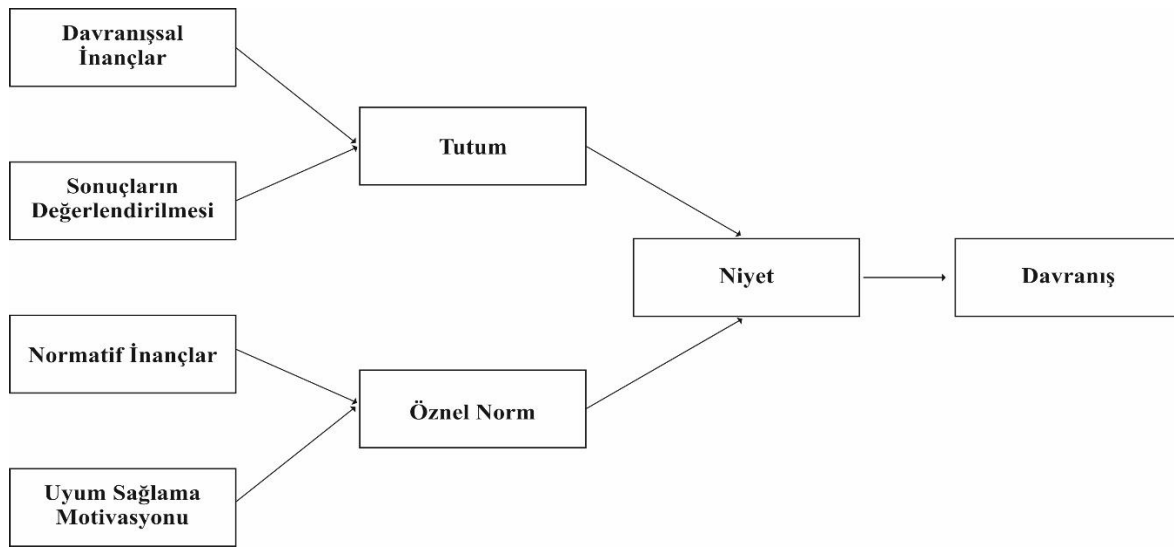 Davranışsal
İnançlar
Tutum
Sonuçların
Değerlendirilmesi
Niyet
Davranış
Normatif İnançlar
Öznel Norm
Uyum Sağlama
Motivasyonu